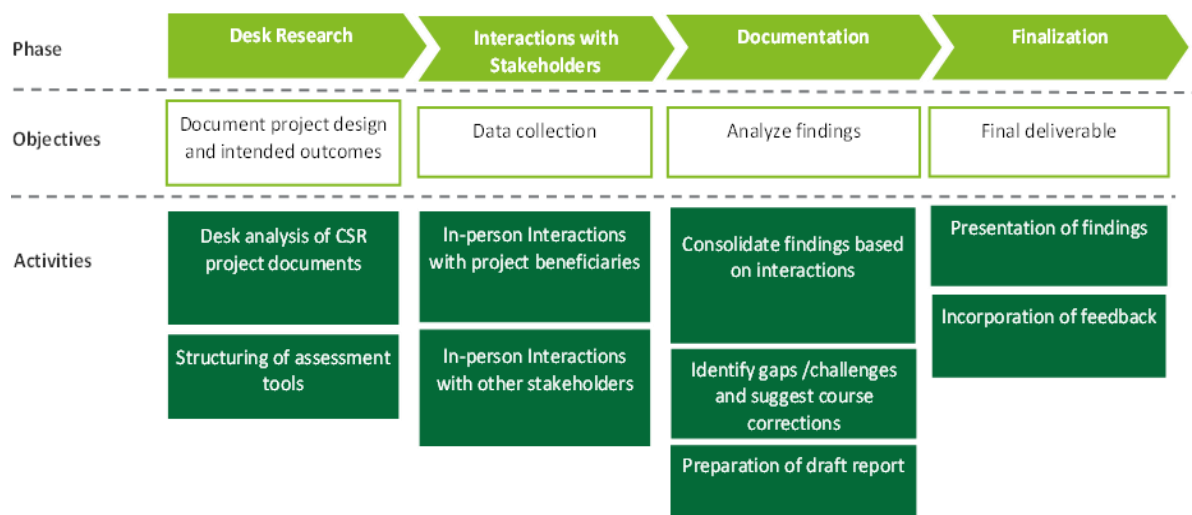 Phase
Desk Research
Interactions with
Stakeholders
Documentation
Finalization
Objectives
Document project design
and intended outcomes
Data collection
Analyze findings
Final deliverable
Activities
Desk analysis of CSR
project documents
Structuring of assessment
tools
In-person Interactions
with project beneficiaries
In-person Interactions
with other stakeholders
Consolidate findings based
on interactions
Identify gaps /challenges
and suggest course
corrections
Preparation of draft report
Presentation of findings
Incorporation of feedback